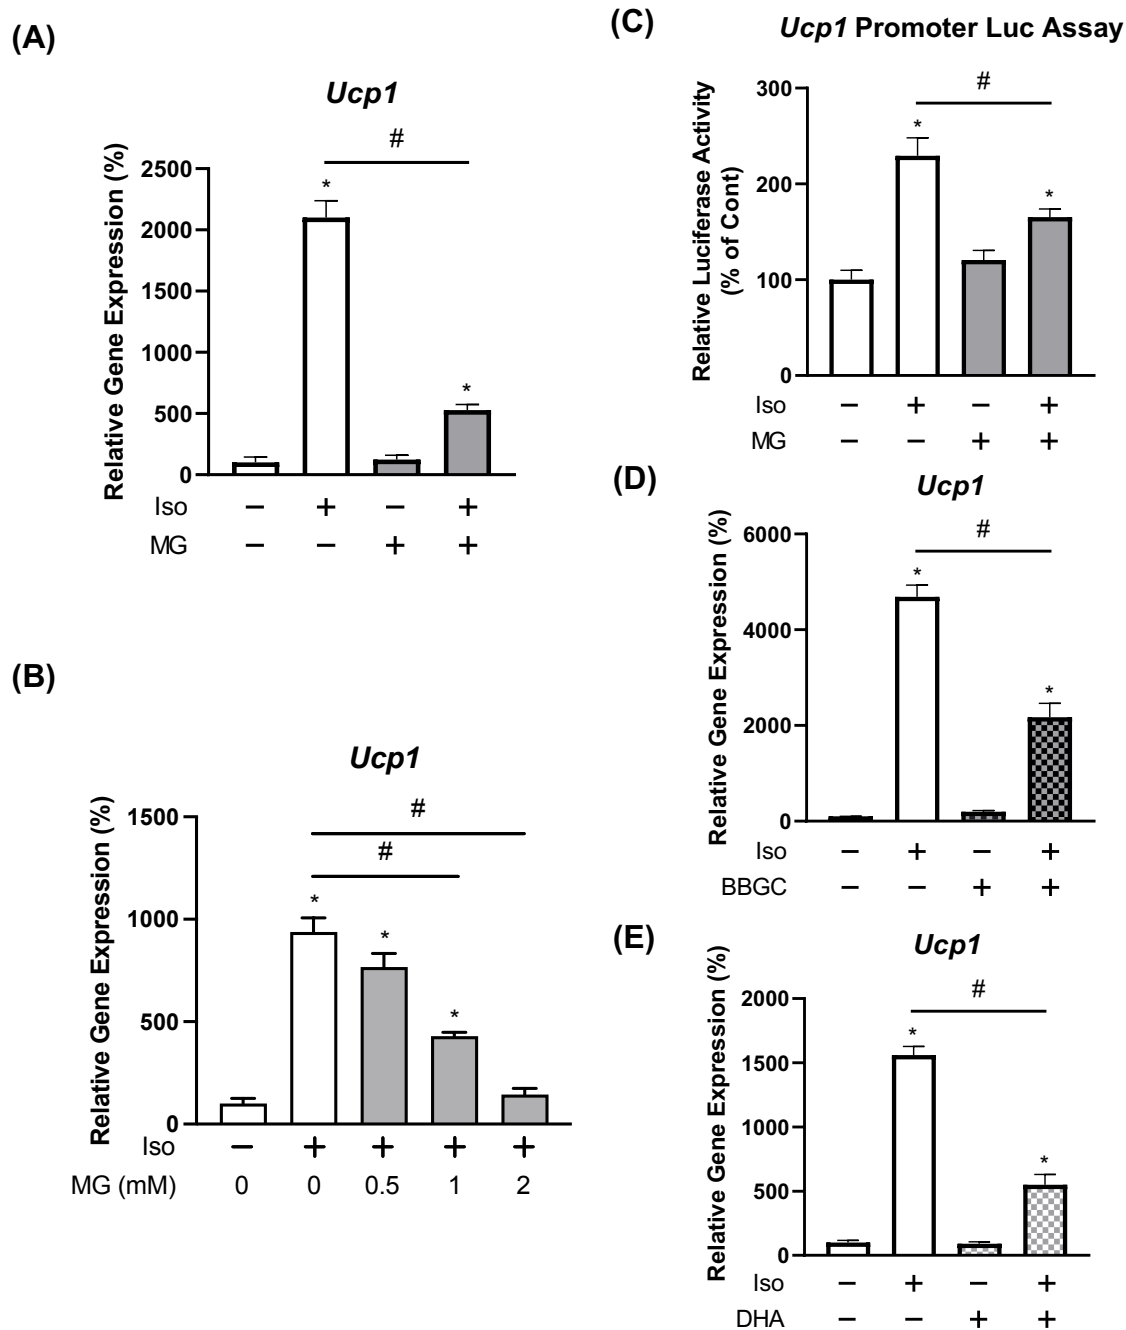 (A)
Ucp1
#
Relative Gene Expression (%)
2500
2000
1500
1000
500
0
*
*
Iso − + − +
MG − − + +
(B)
Ucp1
#
#
Relative Gene Expression (%)
1500
1000
500
0
*
*
*
Iso − + + + +
MG (mM) 0 0 0.5 1 2
(C)
Ucp1 Promoter Luc Assay
#
Relative Luciferase Activity
(% of Cont)
300
200
100
0
*
*
Iso − + − +
MG − − + +
(D)
Ucp1
#
Relative Gene Expression (%)
6000
4000
2000
0
*
*
Iso − + − +
BBGC − − + +
(E)
Ucp1
#
Relative Gene Expression (%)
2000
1500
1000
500
0
*
*
Iso − + − +
DHA − − + +